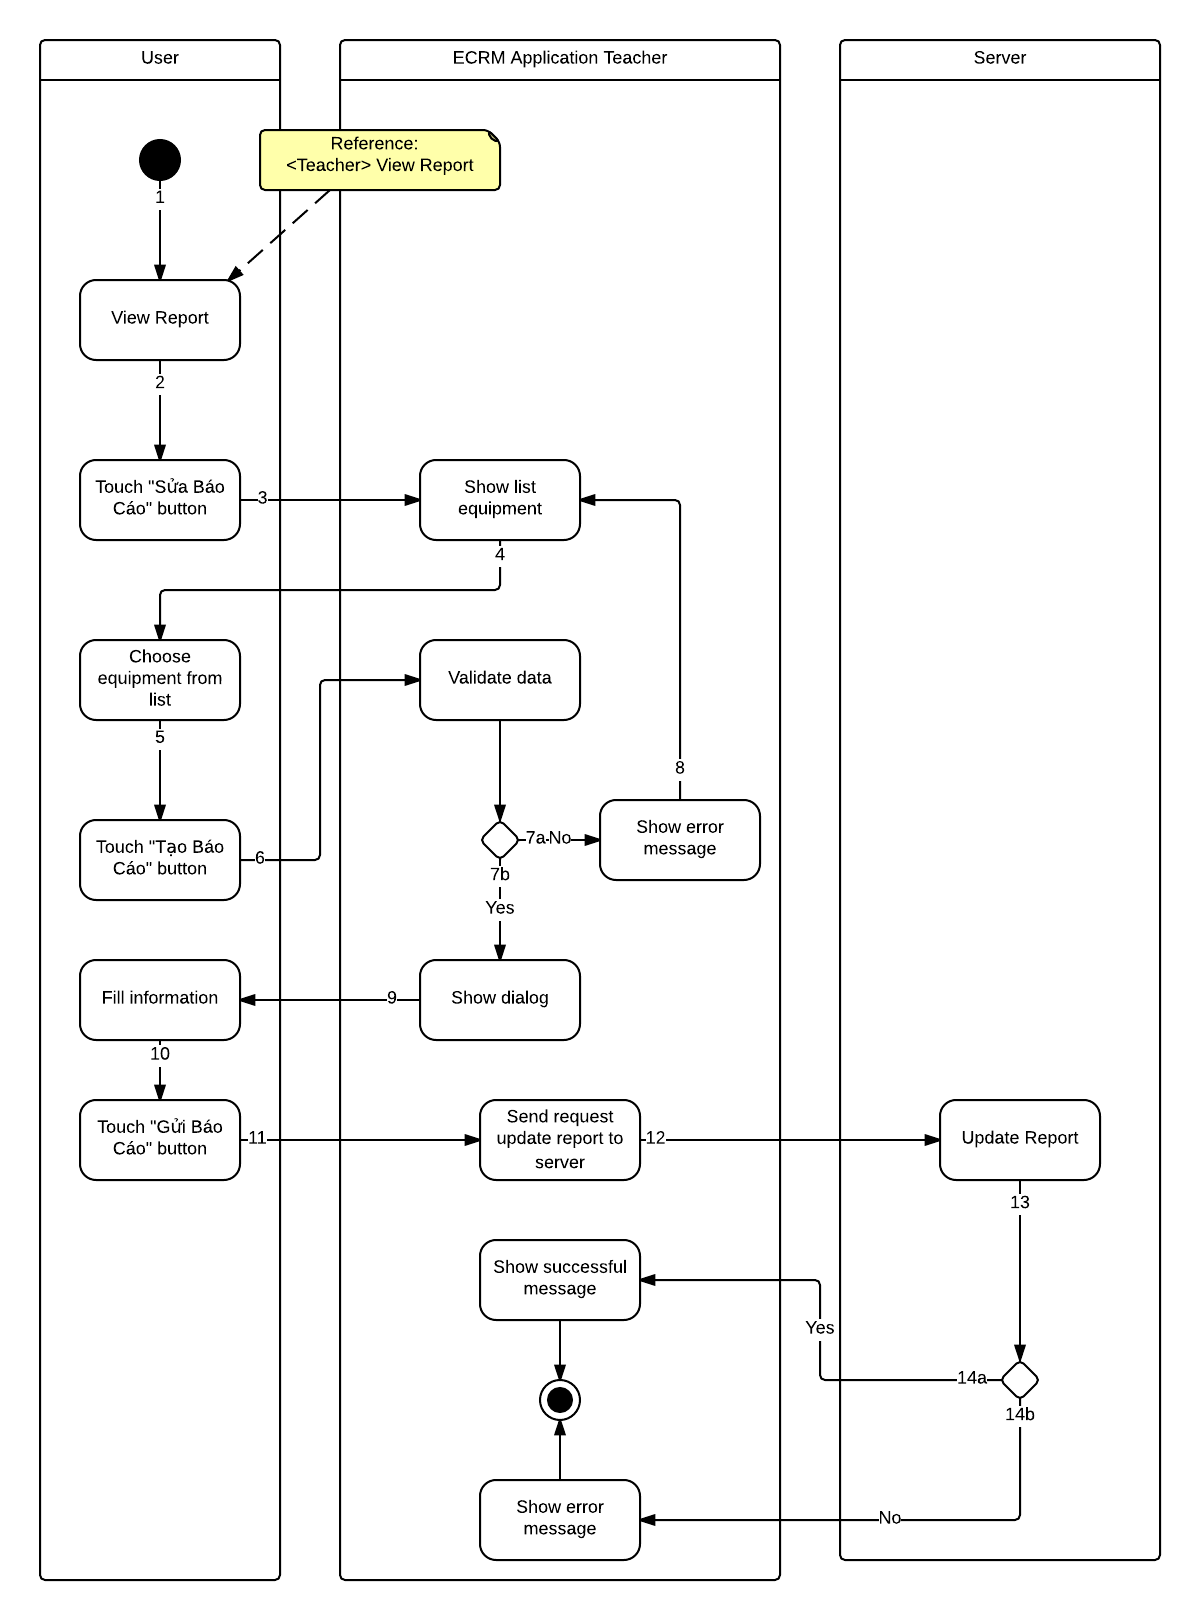 User
ECRM Application Teacher
Server
Reference:
<Teacher> View Report
1
View Report
2
Touch "Sửa Báo
Cáo" button
3
Show list
equipment
4
Choose
equipment from
list
Validate data
5
8
Touch "Tạo Báo
Cáo" button
6
7a
No
Show error
message
7b
Yes
Fill information
9
Show dialog
10
Touch "Gửi Báo
Cáo" button
11
Send request
update report to
server
12
Update Report
13
Show successful
message
Yes
14a
14b
Show error
message
No